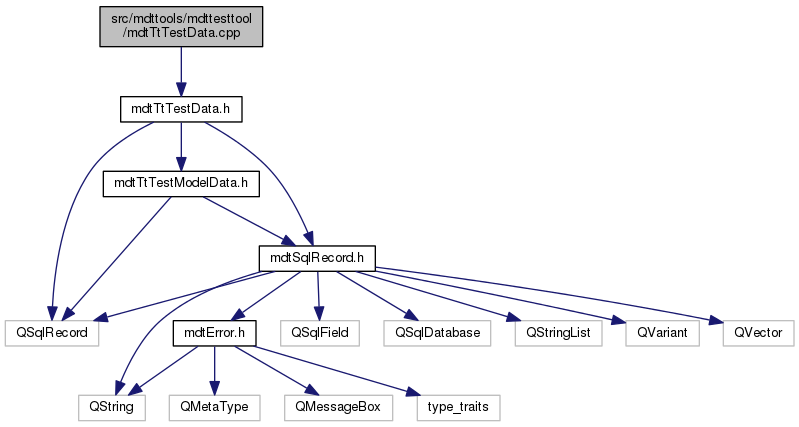 src/mdttools/mdttesttool
/mdtTtTestData.cpp
mdtTtTestData.h
mdtTtTestModelData.h
mdtSqlRecord.h
QSqlRecord
mdtError.h
QSqlField
QSqlDatabase
QStringList
QVariant
QVector
QString
QMetaType
QMessageBox
type_traits